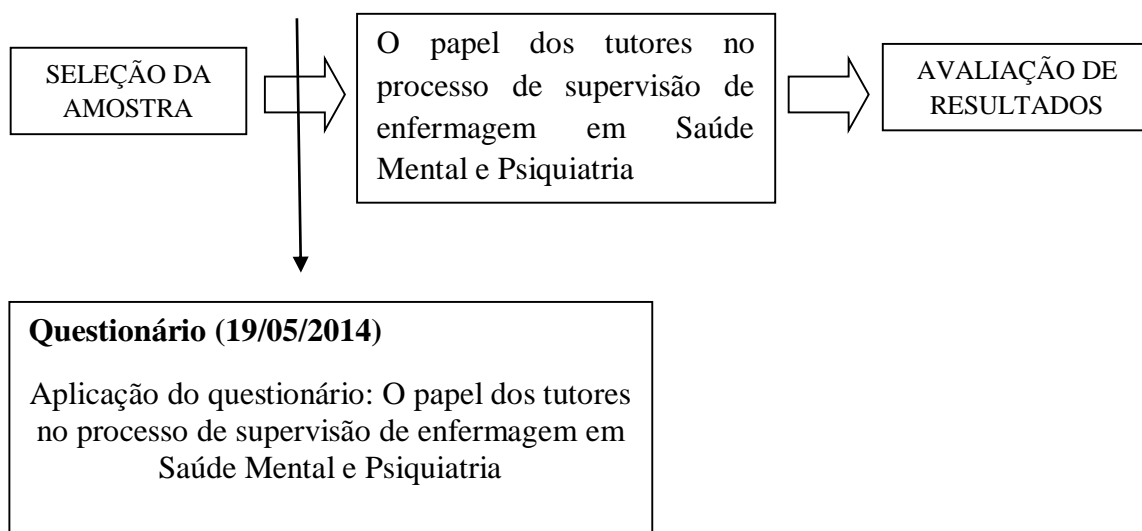 SELEÇÃO DA
AMOSTRA
O papel dos tutores no
processo de supervisão de
enfermagem em Saúde
Mental e Psiquiatria
AVALIAÇÃO DE
RESULTADOS
Questionário (19/05/2014)
Aplicação do questionário: O papel dos tutores
no processo de supervisão de enfermagem em
Saúde Mental e Psiquiatria